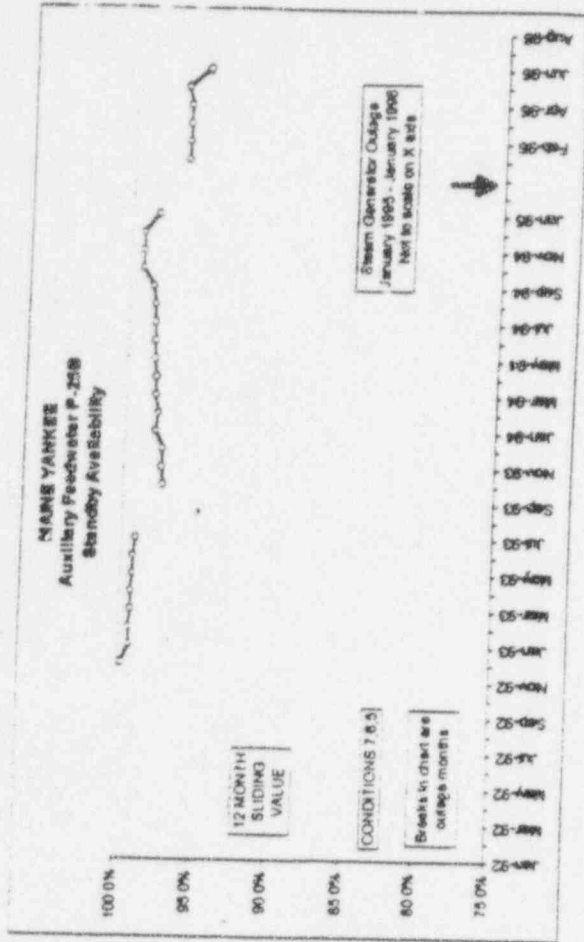 MAINE YANKEE
Auxiliary Feedwater P-25B
Standby Availability
100.0%
95.0%
90.0%
85.0%
80.0%
75.0%
12 MONTH
SLIDING
VALUE
CONDITIONS 7,6,5
Breaks in chart are
outage months
Steam Generator Outage
January 1995 - January 1996
Not to scale on X axis
Jan-92
Mar-92
May-92
Jul-92
Sep-92
Nov-92
Jan-93
Mar-93
May-93
Jul-93
Sep-93
Nov-93
Jan-94
Mar-94
May-94
Jul-94
Sep-94
Nov-94
Jan-95
Feb-96
Apr-96
Jun-96
Aug-96